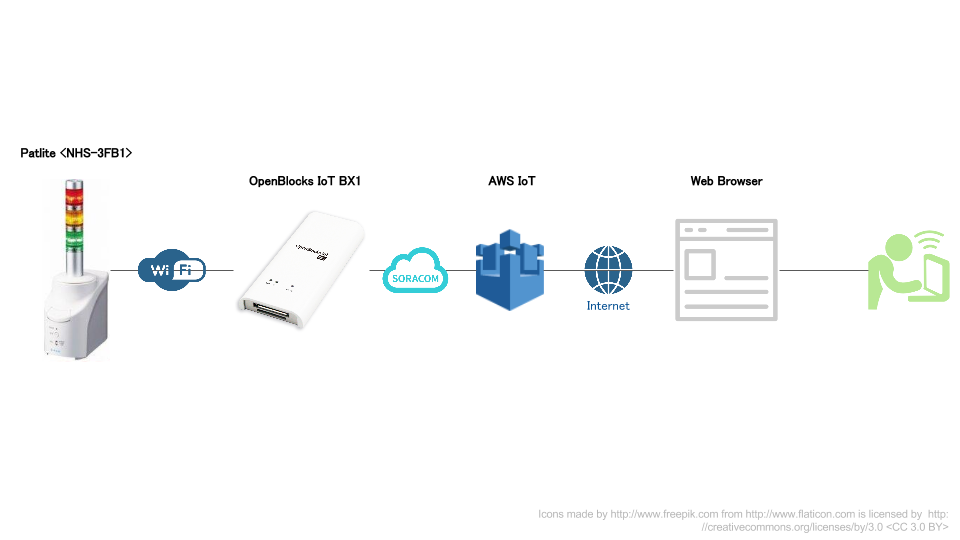 Patlite <NHS-3FB1>
OpenBlocks IoT BX1
AWS IoT
Web Browser
OpenBlocks IoT
Wi Fi
SORACOM
Internet
Icons made by http://www.freepik.com from http://www.flaticon.com is licensed by http:
//creativecommons.org/licenses/by/3.0 <CC 3.0 BY>